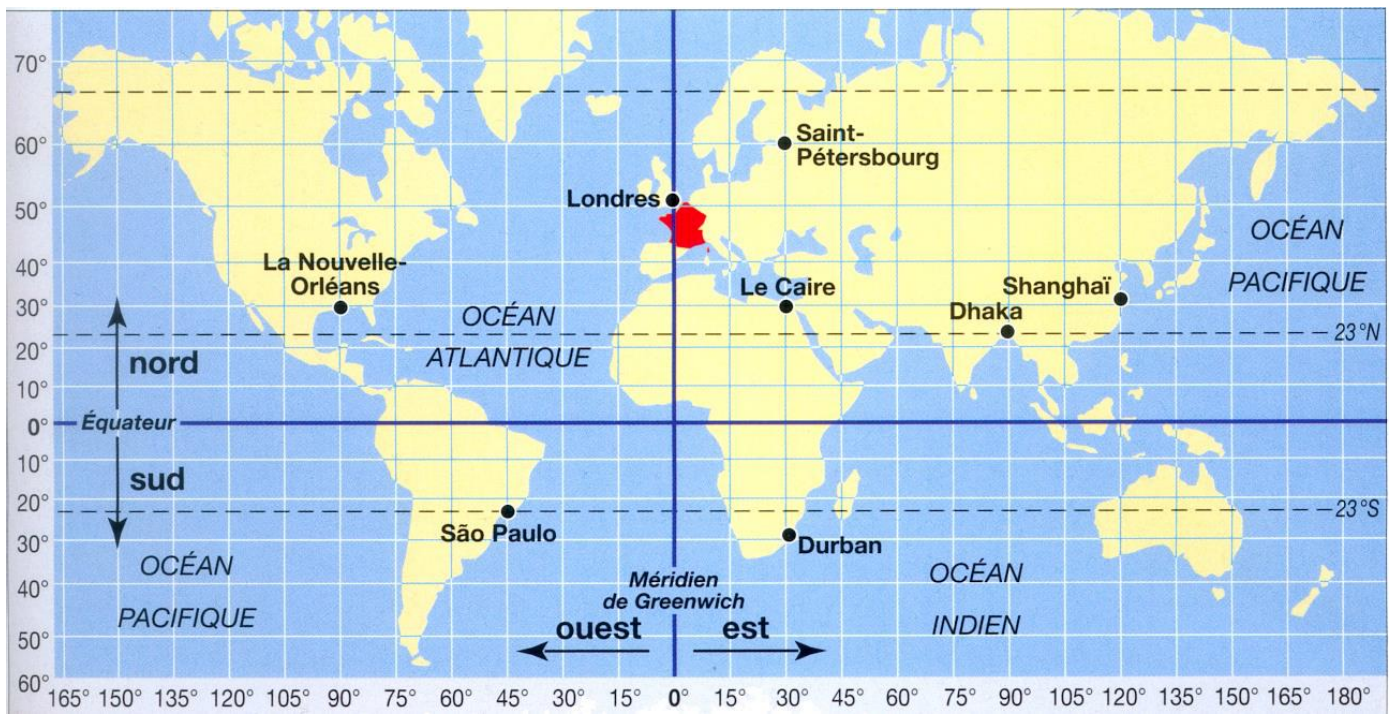 70°
60°
Saint-
Pétersbourg
Londres
50°
OCÉAN
PACIFIQUE
40°
La Nouvelle-
Orléans
Le Caire
Shanghaï
Dhaka
30°
OCÉAN
ATLANTIQUE
23°N
nord
20°
10°
0°
Équateur
10°
sud
20°
23°S
São Paulo
30°
Durban
OCÉAN
PACIFIQUE
OCÉAN
INDIEN
40°
Méridien
de Greenwich
ouest
est
50°
60°
165° 150° 135° 120° 105° 90° 75° 60° 45° 30° 15° 0 15° 30° 45° 60° 75° 90° 105° 120° 135° 150° 165° 180°